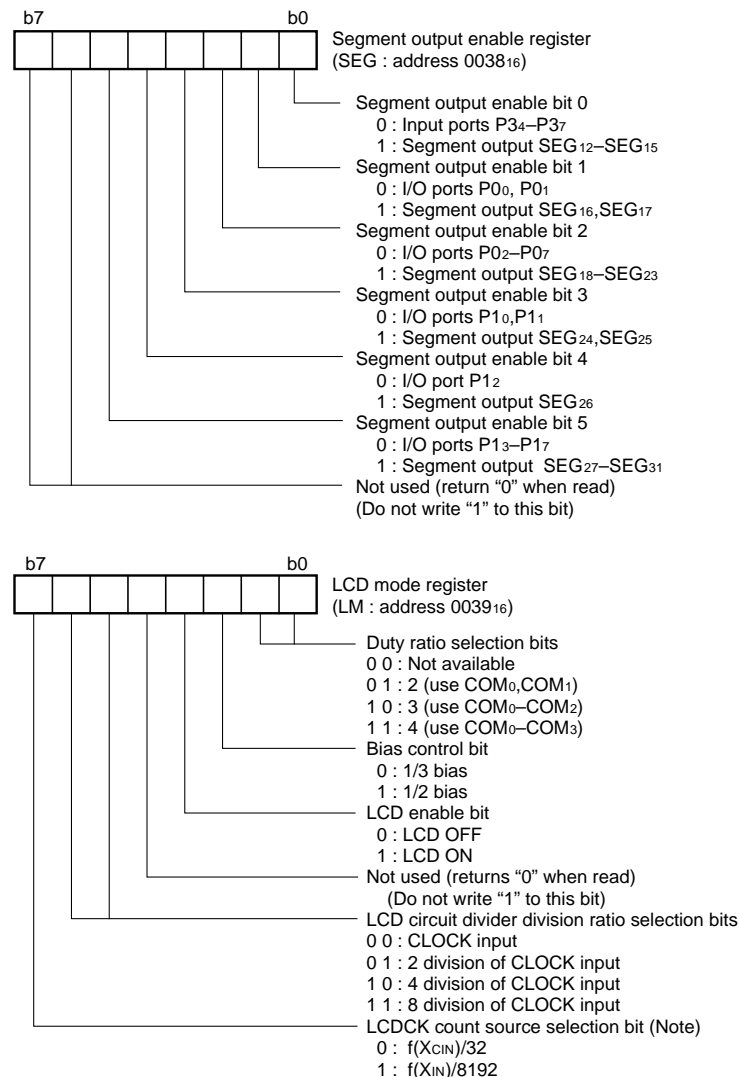 b7 b0
Segment output enable register
(SEG : address 0038₁₆)
Segment output enable bit 0
0 : Input ports P3₄–P3₇
1 : Segment output SEG₁₂–SEG₁₅
Segment output enable bit 1
0 : I/O ports P0₀, P0₁
1 : Segment output SEG₁₆,SEG₁₇
Segment output enable bit 2
0 : I/O ports P0₂–P0₇
1 : Segment output SEG₁₈–SEG₂₃
Segment output enable bit 3
0 : I/O ports P1₀,P1₁
1 : Segment output SEG₂₄,SEG₂₅
Segment output enable bit 4
0 : I/O port P1₂
1 : Segment output SEG₂₆
Segment output enable bit 5
0 : I/O ports P1₃–P1₇
1 : Segment output SEG₂₇–SEG₃₁
Not used (return “0” when read)
(Do not write “1” to this bit)
b7 b0
LCD mode register
(LM : address 0039₁₆)
Duty ratio selection bits
0 0 : Not available
0 1 : 2 (use COM₀,COM₁)
1 0 : 3 (use COM₀–COM₂)
1 1 : 4 (use COM₀–COM₃)
Bias control bit
0 : 1/3 bias
1 : 1/2 bias
LCD enable bit
0 : LCD OFF
1 : LCD ON
Not used (returns “0” when read)
(Do not write “1” to this bit)
LCD circuit divider division ratio selection bits
0 0 : CLOCK input
0 1 : 2 division of CLOCK input
1 0 : 4 division of CLOCK input
1 1 : 8 division of CLOCK input
LCDCK count source selection bit (Note)
0 : f(XCIN)/32
1 : f(XIN)/8192